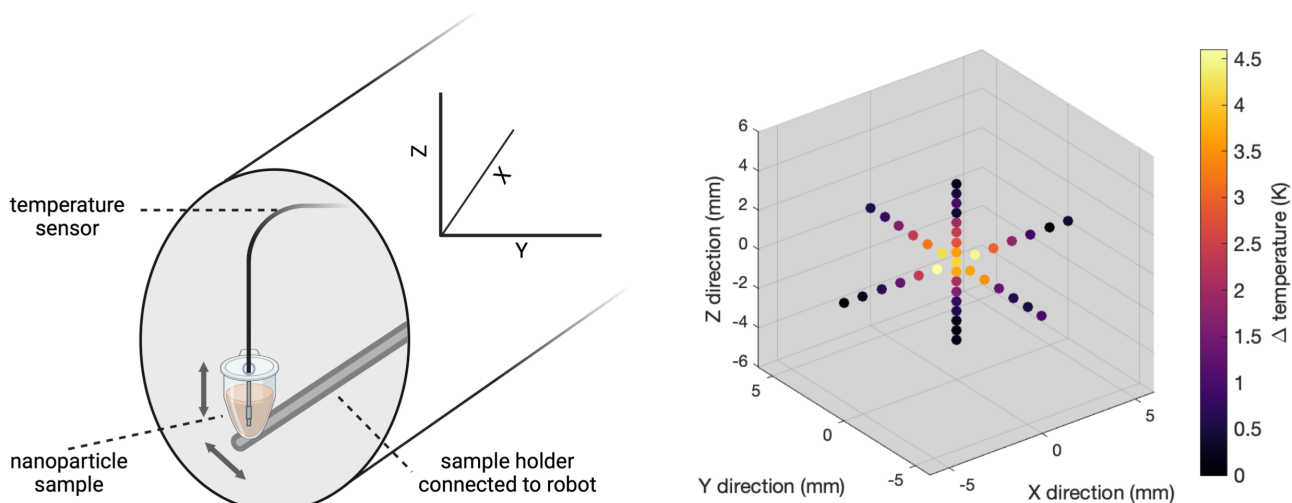 temperature
sensor
nanoparticle
sample
sample holder
connected to robot
Z
X
Y
6
4
2
0
-2
-4
-6
Z direction (mm)
5
0
-5
Y direction (mm)
-5
0
5
X direction (mm)
4.5
4
3.5
3
2.5
2
1.5
1
0.5
0
Δ temperature (K)